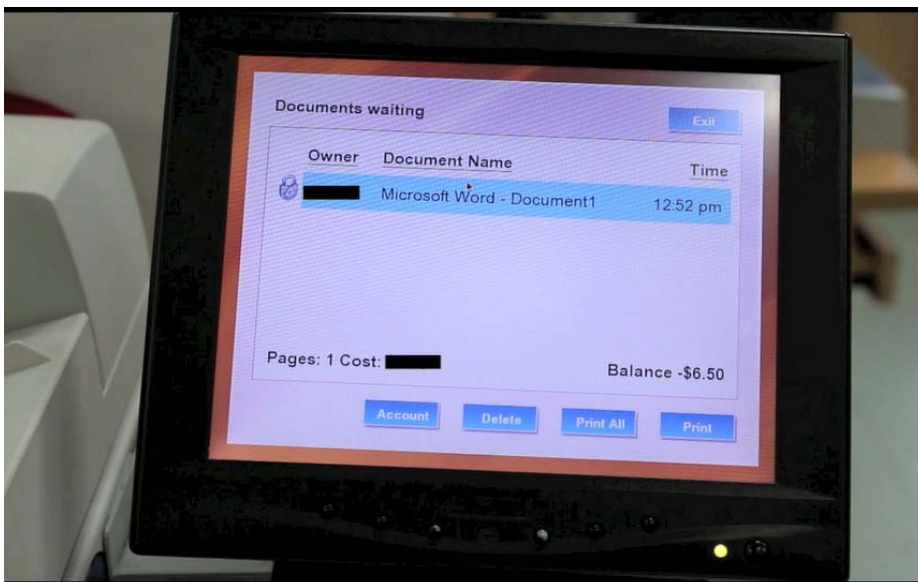 Documents waiting
Exit
Owner Document Name Time
Microsoft Word - Document1 12:52 pm
Pages: 1 Cost:
Balance -$6.50
Account Delete Print All Print